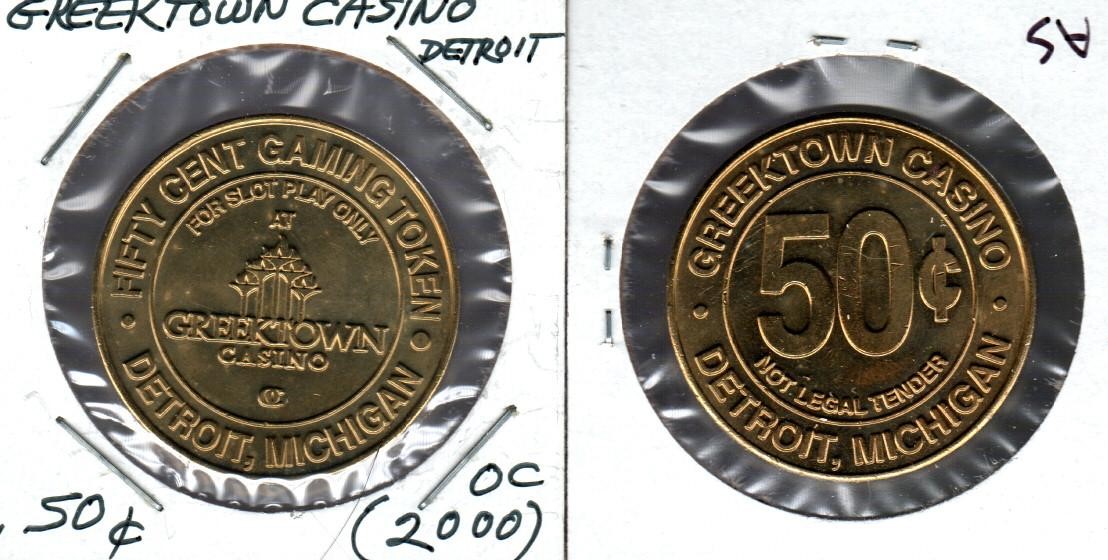 GREEKTOWN CASINO
DETROIT
FIFTY CENT GAMING TOKEN
FOR SLOT PLAY ONLY
AT
GREEKTOWN
CASINO
OC
• DETROIT, MICHIGAN •
.50¢
OC
(2000)
GREEKTOWN CASINO
50¢
NOT LEGAL TENDER
• DETROIT, MICHIGAN •